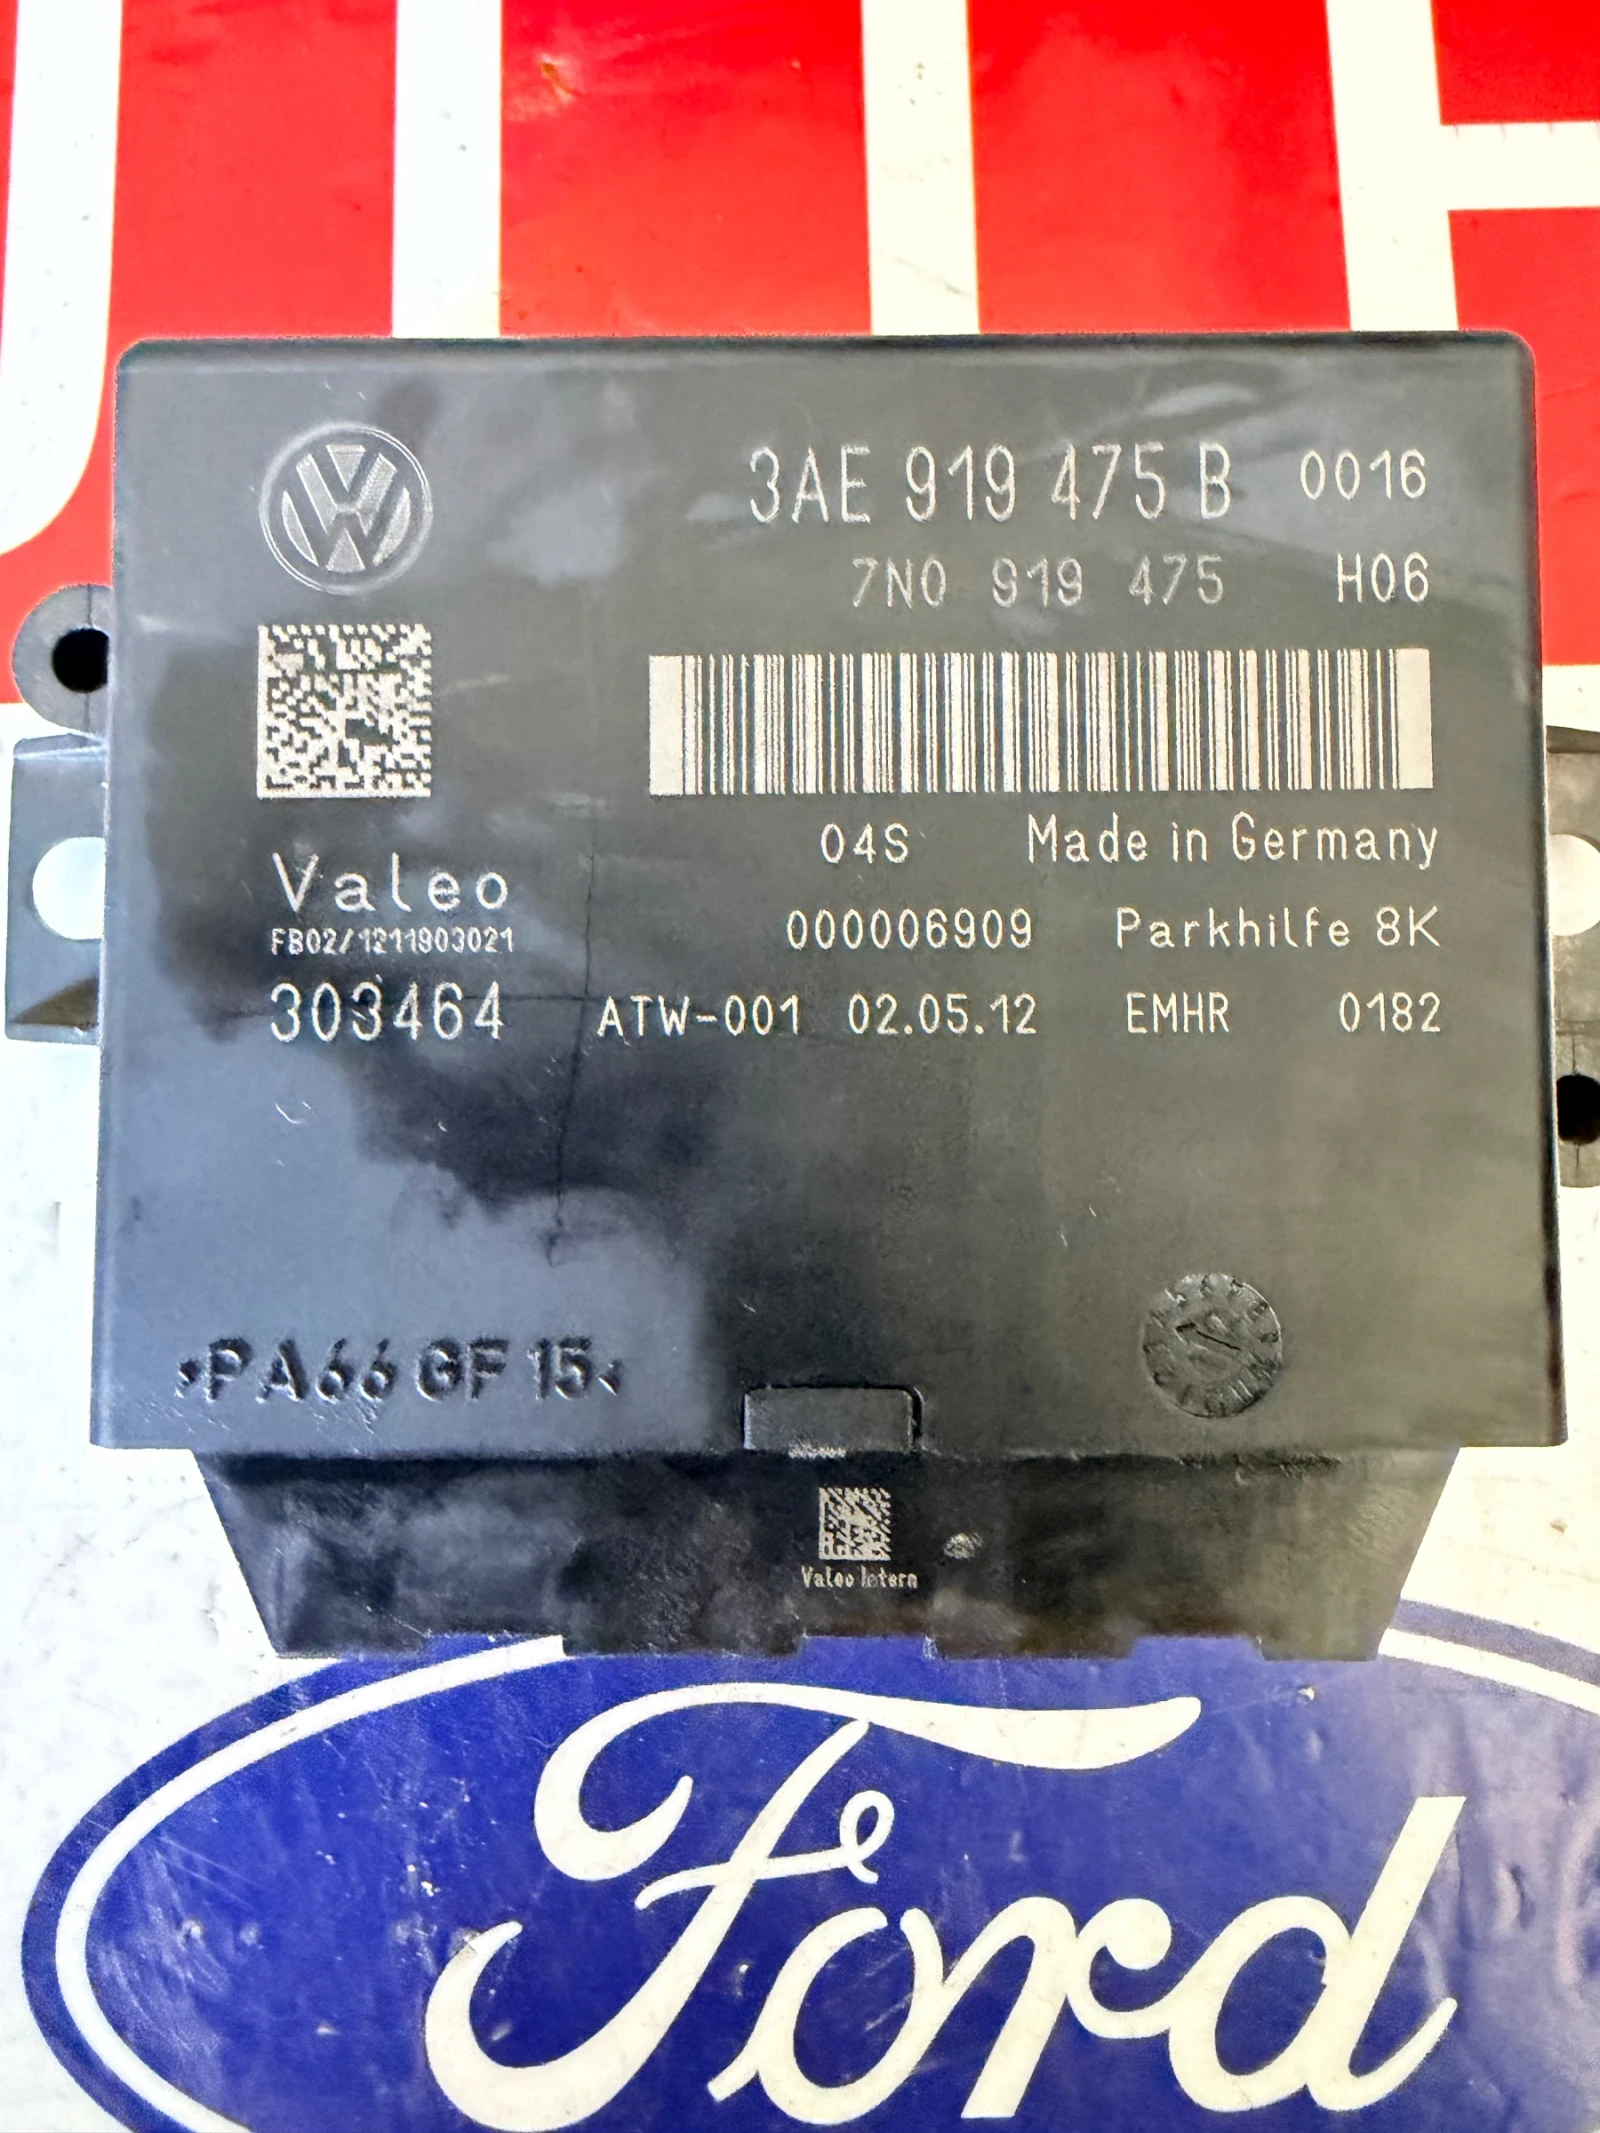 3AE 919 475 B 0016
7N0 919 475 H06
04S Made in Germany
Valeo
000006909 Parkhilfe 8K
FB02/1211903021
303464 ATW-001 02.05.12 EMHR 0182
>PA66 GF 15<
Valeo Intern
Ford